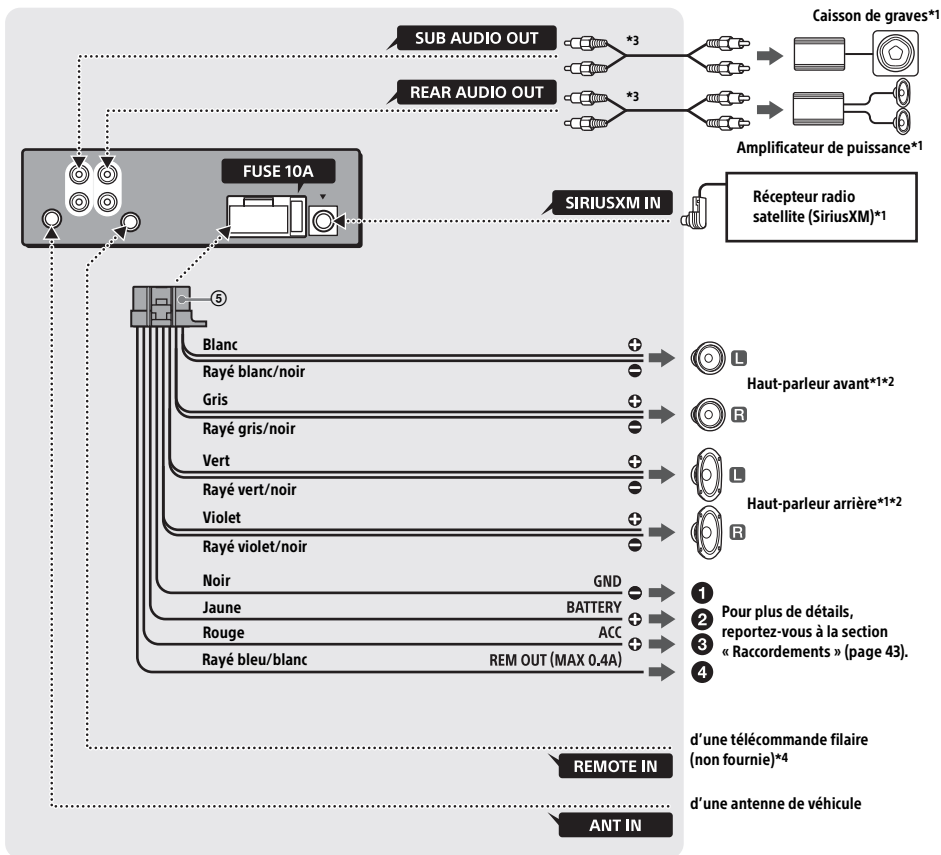 Caisson de graves*1
SUB AUDIO OUT
*3
REAR AUDIO OUT
*3
Amplificateur de puissance*1
FUSE 10A
SIRIUSXM IN
Récepteur radio
satellite (SiriusXM)*1
⑤
Blanc
Rayé blanc/noir
L
Haut-parleur avant*1*2
Gris
Rayé gris/noir
R
Vert
Rayé vert/noir
L
Haut-parleur arrière*1*2
Violet
Rayé violet/noir
R
Noir
GND
❶
Jaune
BATTERY
❷
Rouge
ACC
❸
Rayé bleu/blanc
REM OUT (MAX 0.4A)
❹
Pour plus de détails,
reportez-vous à la section
« Raccordements » (page 43).
d'une télécommande filaire
(non fournie)*4
REMOTE IN
d'une antenne de véhicule
ANT IN